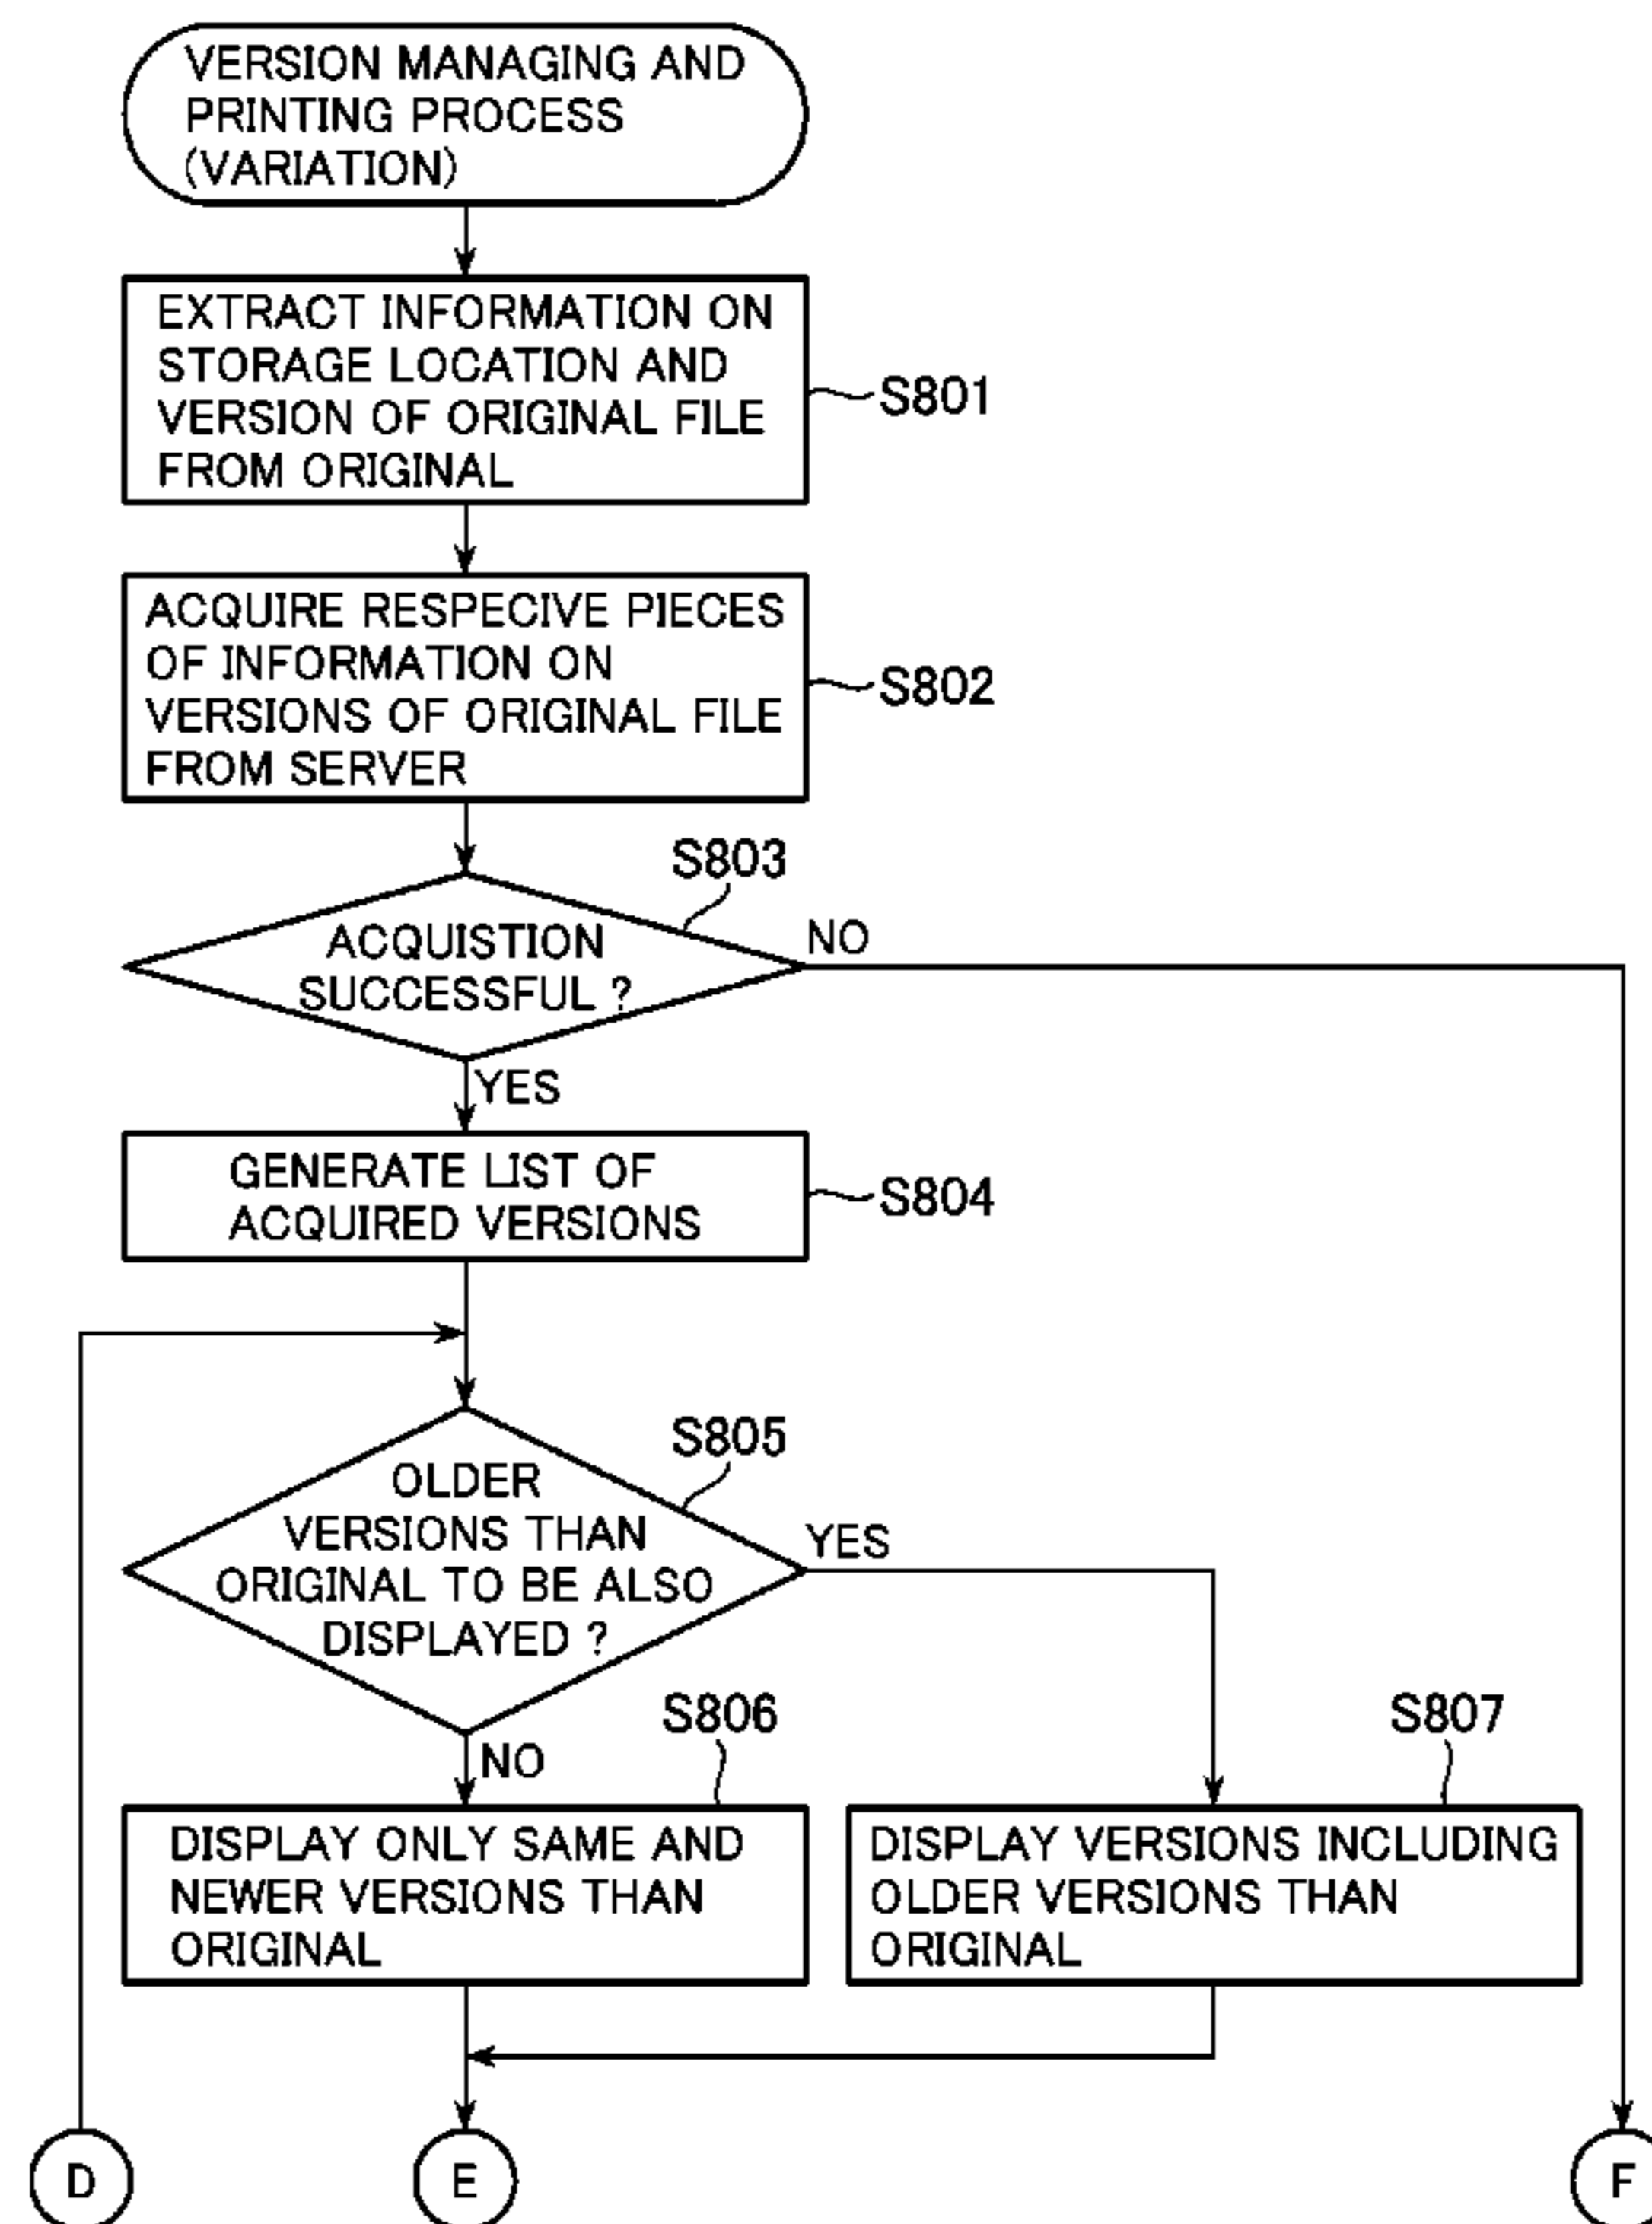 VERSION MANAGING AND
PRINTING PROCESS
(VARIATION)
EXTRACT INFORMATION ON
STORAGE LOCATION AND
VERSION OF ORIGINAL FILE
FROM ORIGINAL
S801
ACQUIRE RESPECIVE PIECES
OF INFORMATION ON
VERSIONS OF ORIGINAL FILE
FROM SERVER
S802
S803
ACQUISTION
SUCCESSFUL ?
NO
YES
GENERATE LIST OF
ACQUIRED VERSIONS
S804
S805
OLDER
VERSIONS THAN
ORIGINAL TO BE ALSO
DISPLAYED ?
YES
NO
S806
DISPLAY ONLY SAME AND
NEWER VERSIONS THAN
ORIGINAL
S807
DISPLAY VERSIONS INCLUDING
OLDER VERSIONS THAN
ORIGINAL
D
E
F